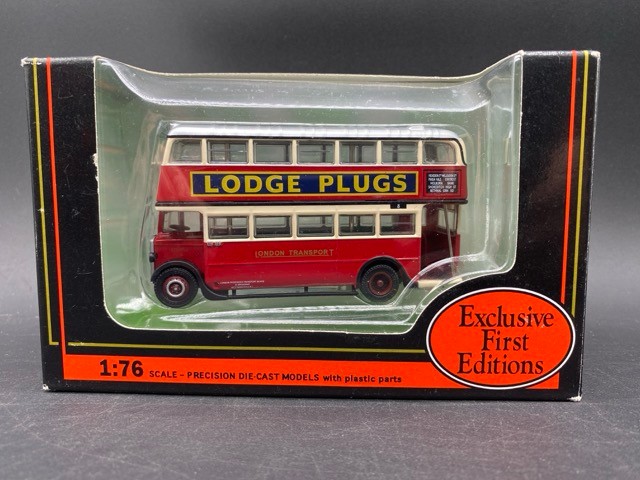 LODGE PLUGS
LONDON TRANSPORT
1:76 SCALE – PRECISION DIE-CAST MODELS with plastic parts
Exclusive
First
Editions